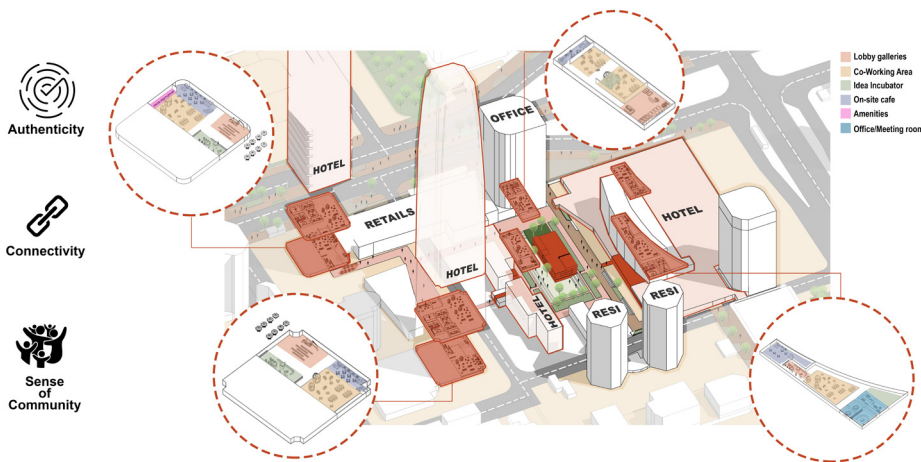 Authenticity
Connectivity
Sense
of
Community
HOTEL
RETAILS
HOTEL
OFFICE
HOTEL
HOTEL
RESI
RESI
Lobby galleries
Co-Working Area
Idea Incubator
On-site cafe
Amenities
Office/Meeting room